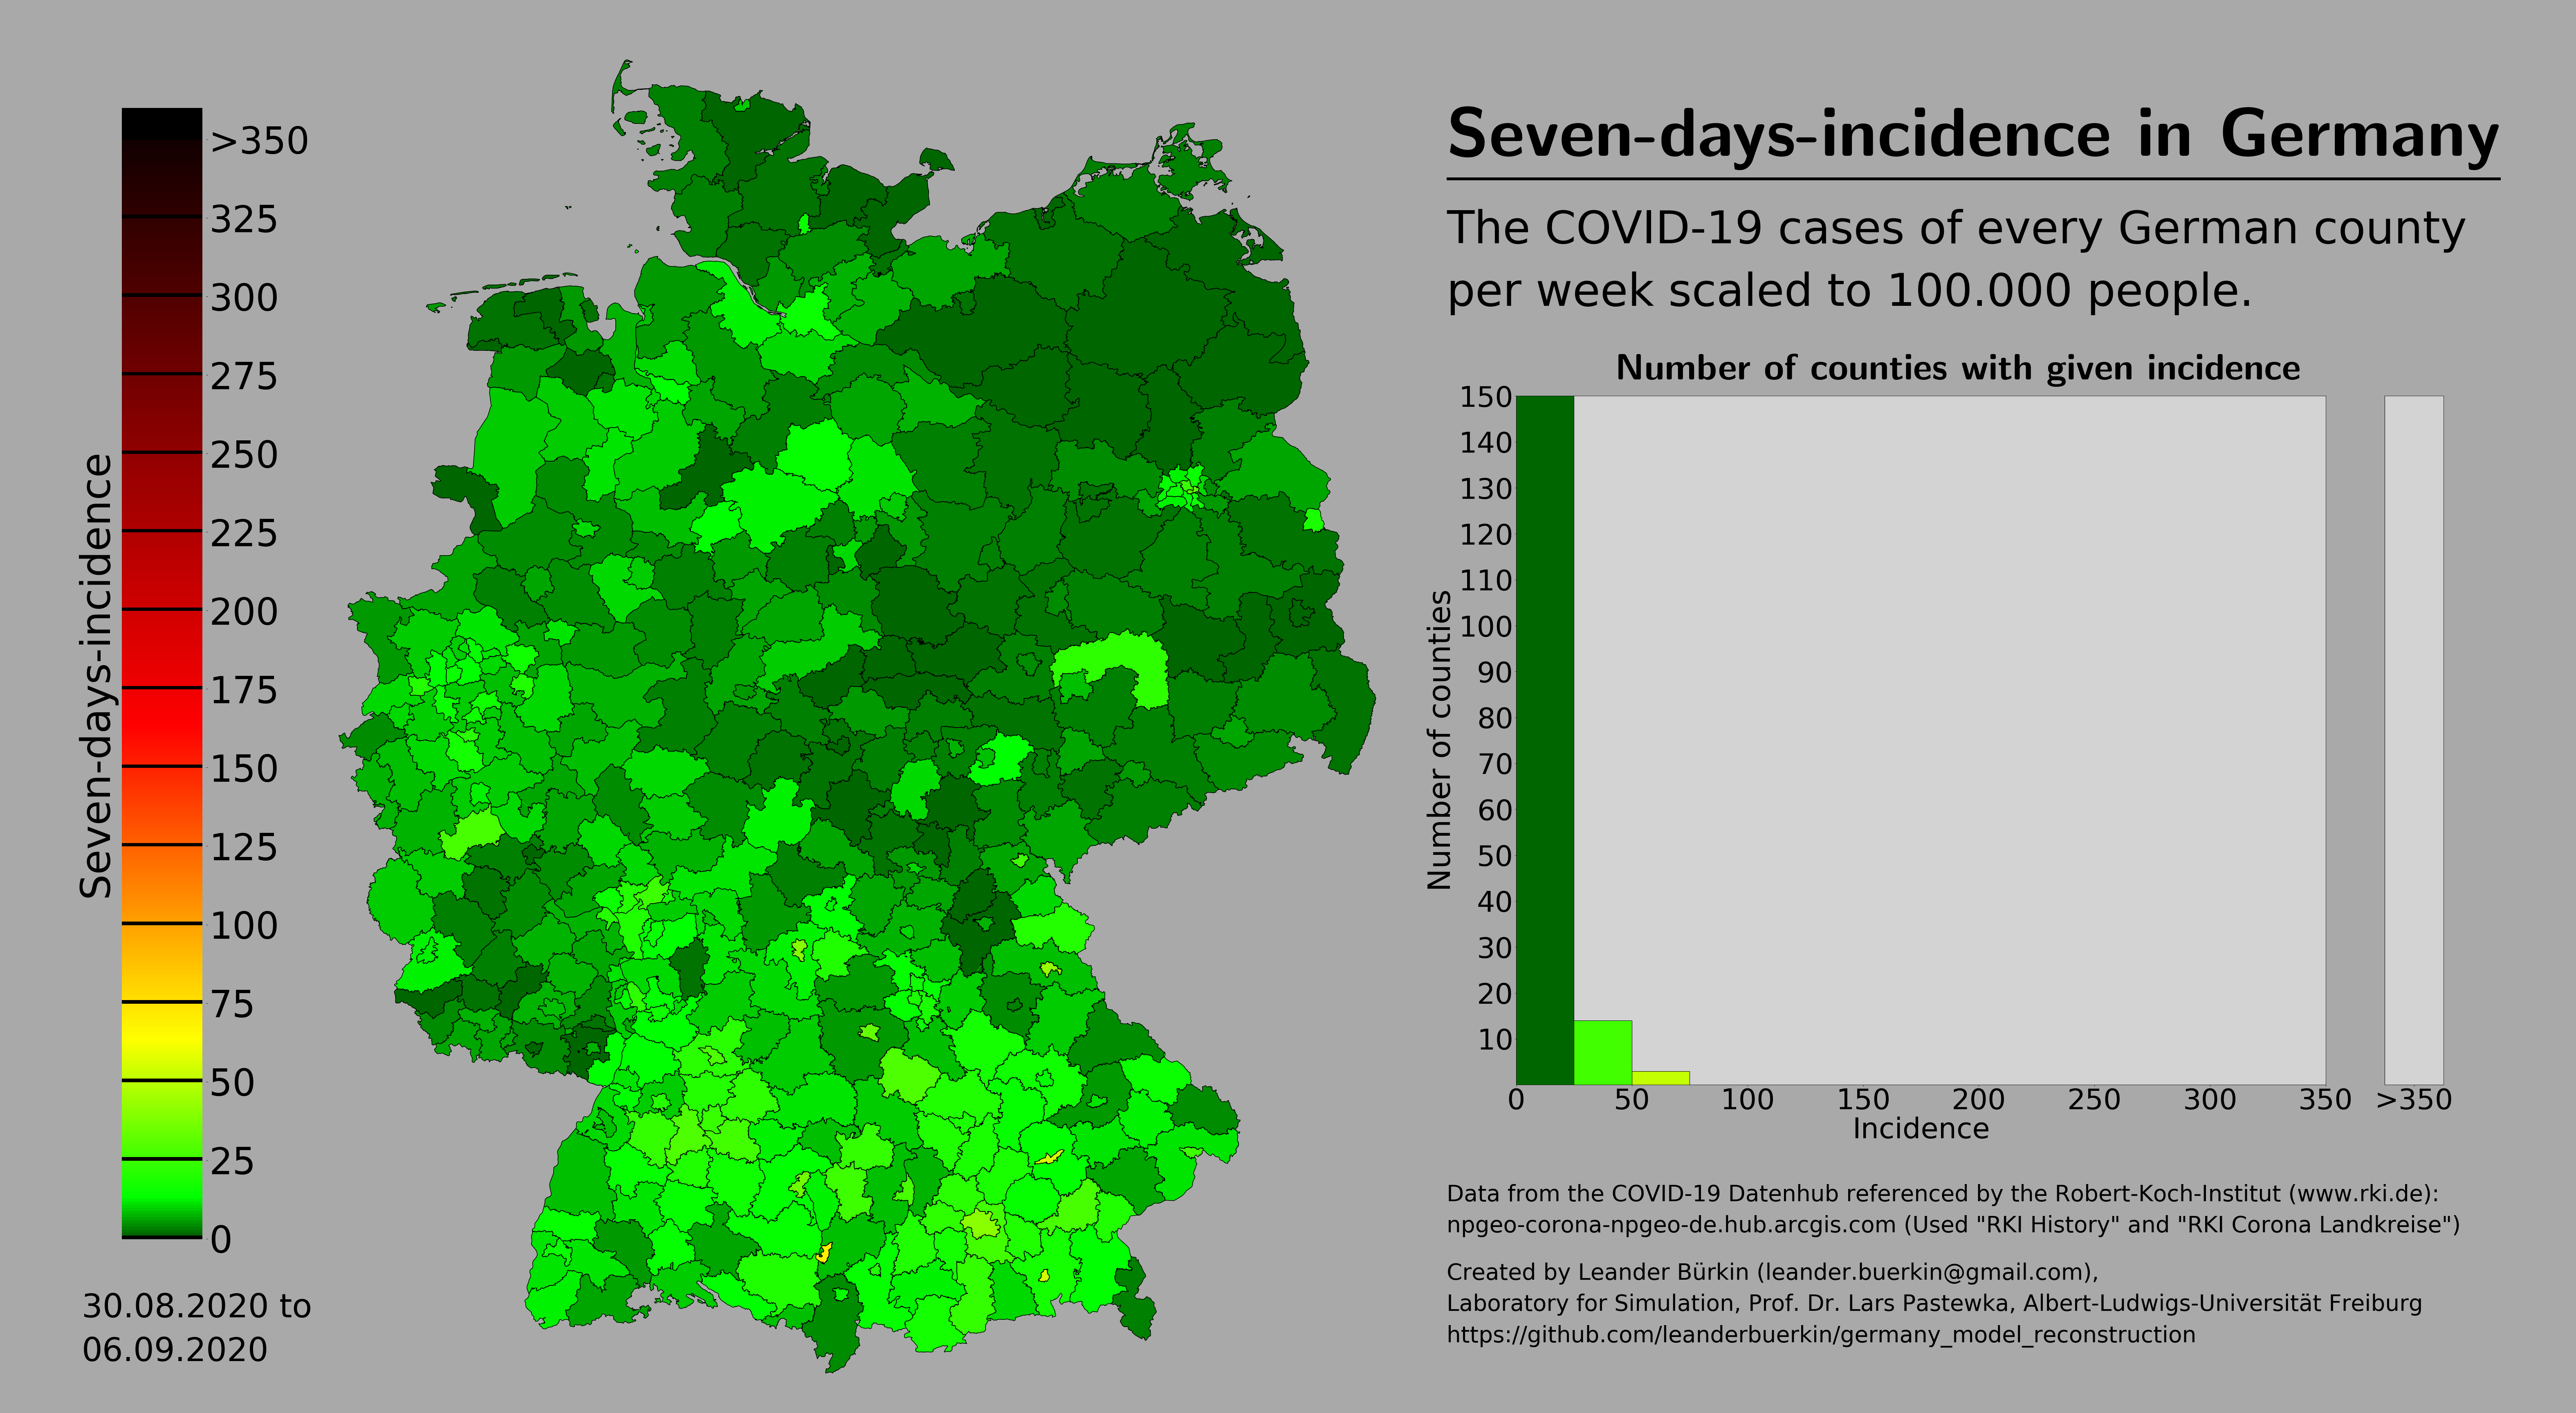 Seven-days-incidence in Germany
The COVID-19 cases of every German county
per week scaled to 100.000 people.
Seven-days-incidence
>350
325
300
275
250
225
200
175
150
125
100
75
50
25
0
30.08.2020 to
06.09.2020
Number of counties with given incidence
Number of counties
150
140
130
120
110
100
90
80
70
60
50
40
30
20
10
0 50 100 150 200 250 300 350 >350
Incidence
Data from the COVID-19 Datenhub referenced by the Robert-Koch-Institut (www.rki.de):
npgeo-corona-npgeo-de.hub.arcgis.com (Used "RKI History" and "RKI Corona Landkreise")
Created by Leander Bürkin (leander.buerkin@gmail.com),
Laboratory for Simulation, Prof. Dr. Lars Pastewka, Albert-Ludwigs-Universität Freiburg
https://github.com/leanderbuerkin/germany_model_reconstruction